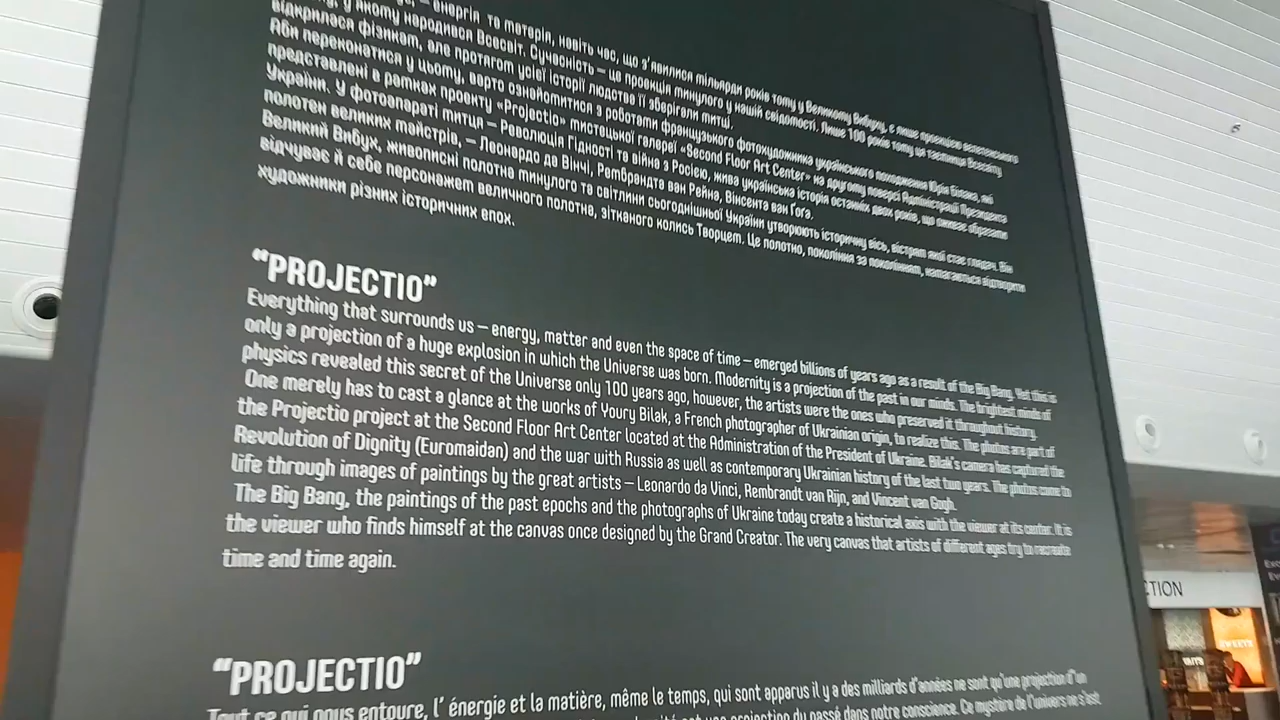 енергія та матерія, навіть час, що з'явилися мільярди років тому у Великому Вибуху, є лише проекцією велетенського
у якому народився Всесвіт. Сучасність – це проекція минулого у нашій свідомості. Лише 100 років тому ця таємниця Всесвіту
відкрилася фізикам, але протягом усієї історії людства її зберігали митці.
Аби переконатися у цьому, варто ознайомитися з роботами французького фотохудожника українського походження Юрія Білака, які
представлені в рамках проекту «Projectio» мистецької галереї «Second Floor Art Center» на другому поверсі Адміністрації Президента
України. У фотоапараті митця – Революція Гідності та війна з Росією, жива українська історія останніх двох років, що оживає образами
полотен великих майстрів, – Леонардо да Вінчі, Рембрандта ван Рейна, Вінсента ван Гога.
Великий Вибух, живописні полотна минулого та світлини сьогоднішньої України утворюють історичну вісь, вістрям якої стає глядач. Він
відчуває й себе персонажем величного полотна, зітканого колись Творцем. Це полотно, покоління за поколінням, намагаються відтворити
художники різних історичних епох.
"PROJECTIO"
Everything that surrounds us – energy, matter and even the space of time – emerged billions of years ago as a result of the Big Bang. Yet this is
only a projection of a huge explosion in which the Universe was born. Modernity is a projection of the past in our minds. The brightest minds of
physics revealed this secret of the Universe only 100 years ago, however, the artists were the ones who preserved it throughout history.
One merely has to cast a glance at the works of Youry Bilak, a French photographer of Ukrainian origin, to realize this. The photos are part of
the Projectio project at the Second Floor Art Center located at the Administration of the President of Ukraine. Bilak's camera has captured the
Revolution of Dignity (Euromaidan) and the war with Russia as well as contemporary Ukrainian history of the last two years. The photos come to
life through images of paintings by the great artists – Leonardo da Vinci, Rembrandt van Rijn, and Vincent van Gogh.
The Big Bang, the paintings of the past epochs and the photographs of Ukraine today create a historical axis with the viewer at its center. It is
the viewer who finds himself at the canvas once designed by the Grand Creator. The very canvas that artists of different ages try to recreate
time and time again.
"PROJECTIO"
Tout ce qui nous entoure, l' énergie et la matière, même le temps, qui sont apparus il y a des milliards d'années ne sont qu'une projection d'un
une projection du passé dans notre conscience. Ce mystère de l'univers ne s'est
CTION
SWEETS